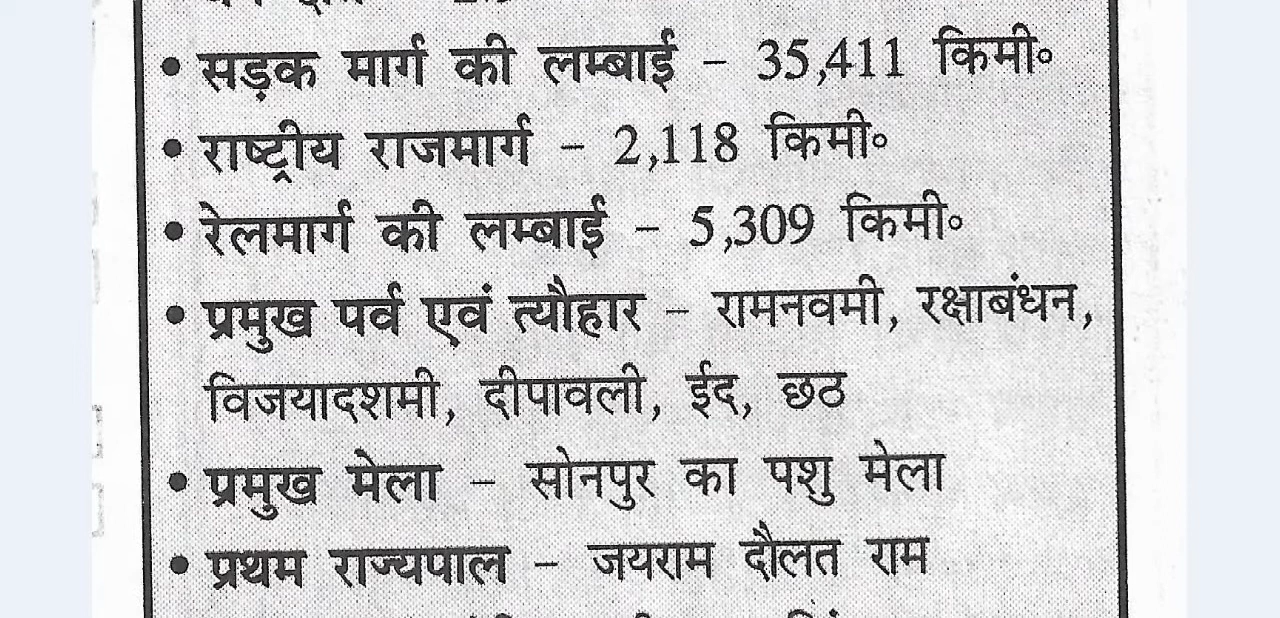 • सड़क मार्ग की लम्बाई – 35,411 किमी॰
• राष्ट्रीय राजमार्ग – 2,118 किमी॰
• रेलमार्ग की लम्बाई – 5,309 किमी॰
• प्रमुख पर्व एवं त्यौहार – रामनवमी, रक्षाबंधन,
विजयादशमी, दीपावली, ईद, छठ
• प्रमुख मेला – सोनपुर का पशु मेला
• प्रथम राज्यपाल – जयराम दौलत राम